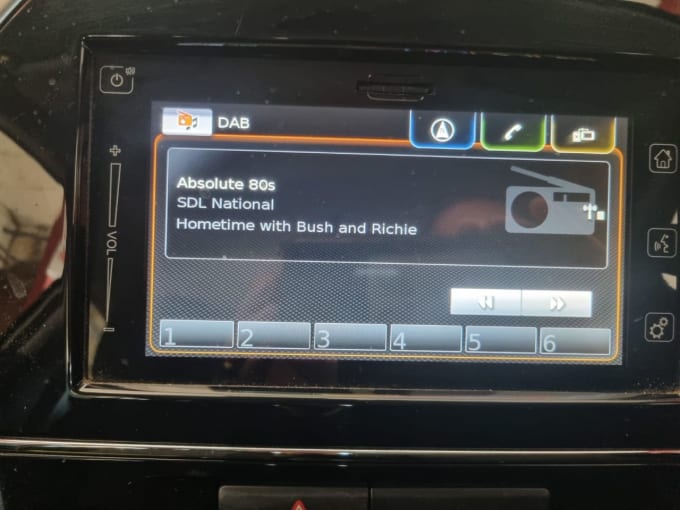 DAB
Absolute 80s
SDL National
Hometime with Bush and Richie
+
VOL
−
1 2 3 4 5 6